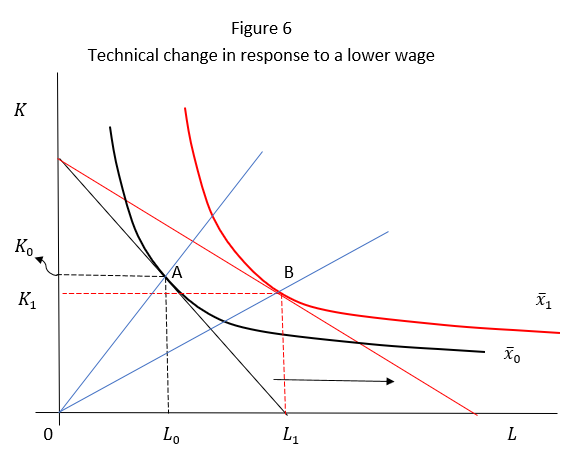 Figure 6
Technical change in response to a lower wage
K
K₀
A
B
K₁
x̄₁
x̄₀
0
L₀
L₁
L